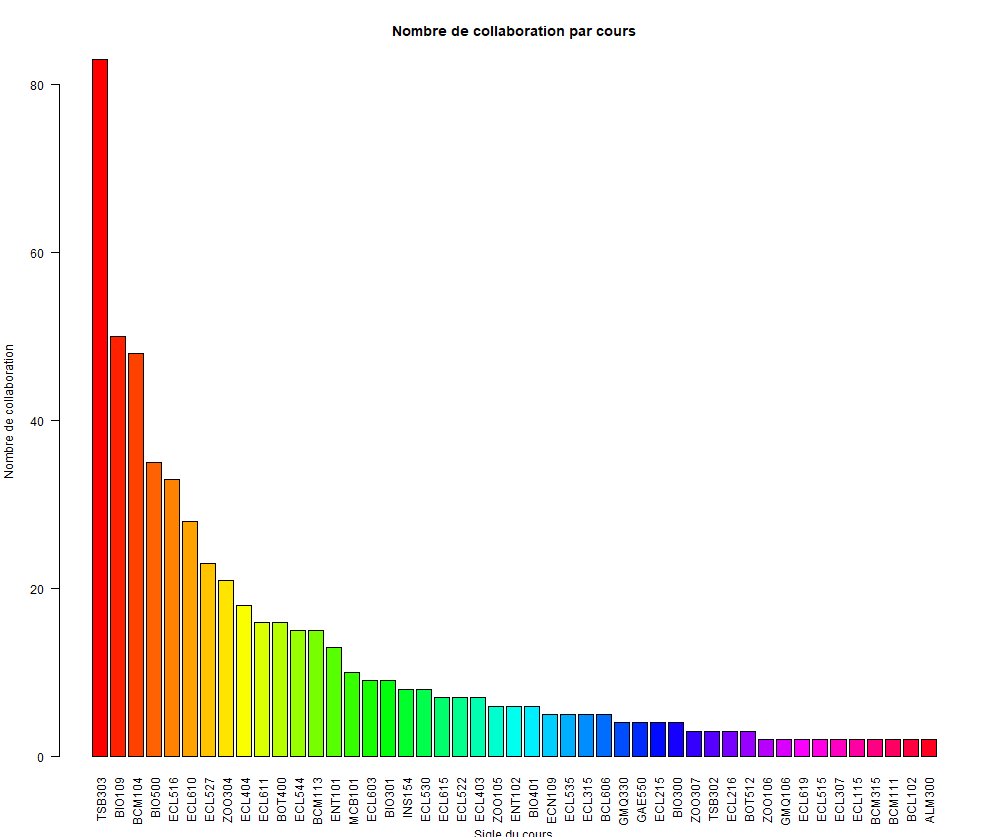 Nombre de collaboration par cours
Nombre de collaboration
80
60
40
20
0
TSB303
BIO109
BCM104
BIO500
ECL516
ECL610
ECL527
ZOO304
ECL404
ECL611
BOT400
ECL544
BCM113
ENT101
MCB101
ECL603
BIO301
INS154
ECL530
ECL615
ECL522
ECL403
ZOO105
ENT102
BIO401
ECN109
ECL535
ECL315
BCL606
GMQ330
GAE550
ECL215
BIO300
ZOO307
TSB302
ECL216
BOT512
ZOO106
GMQ106
ECL619
ECL515
ECL307
ECL115
BCM315
BCM111
BCL102
ALM300
Sigle du cours